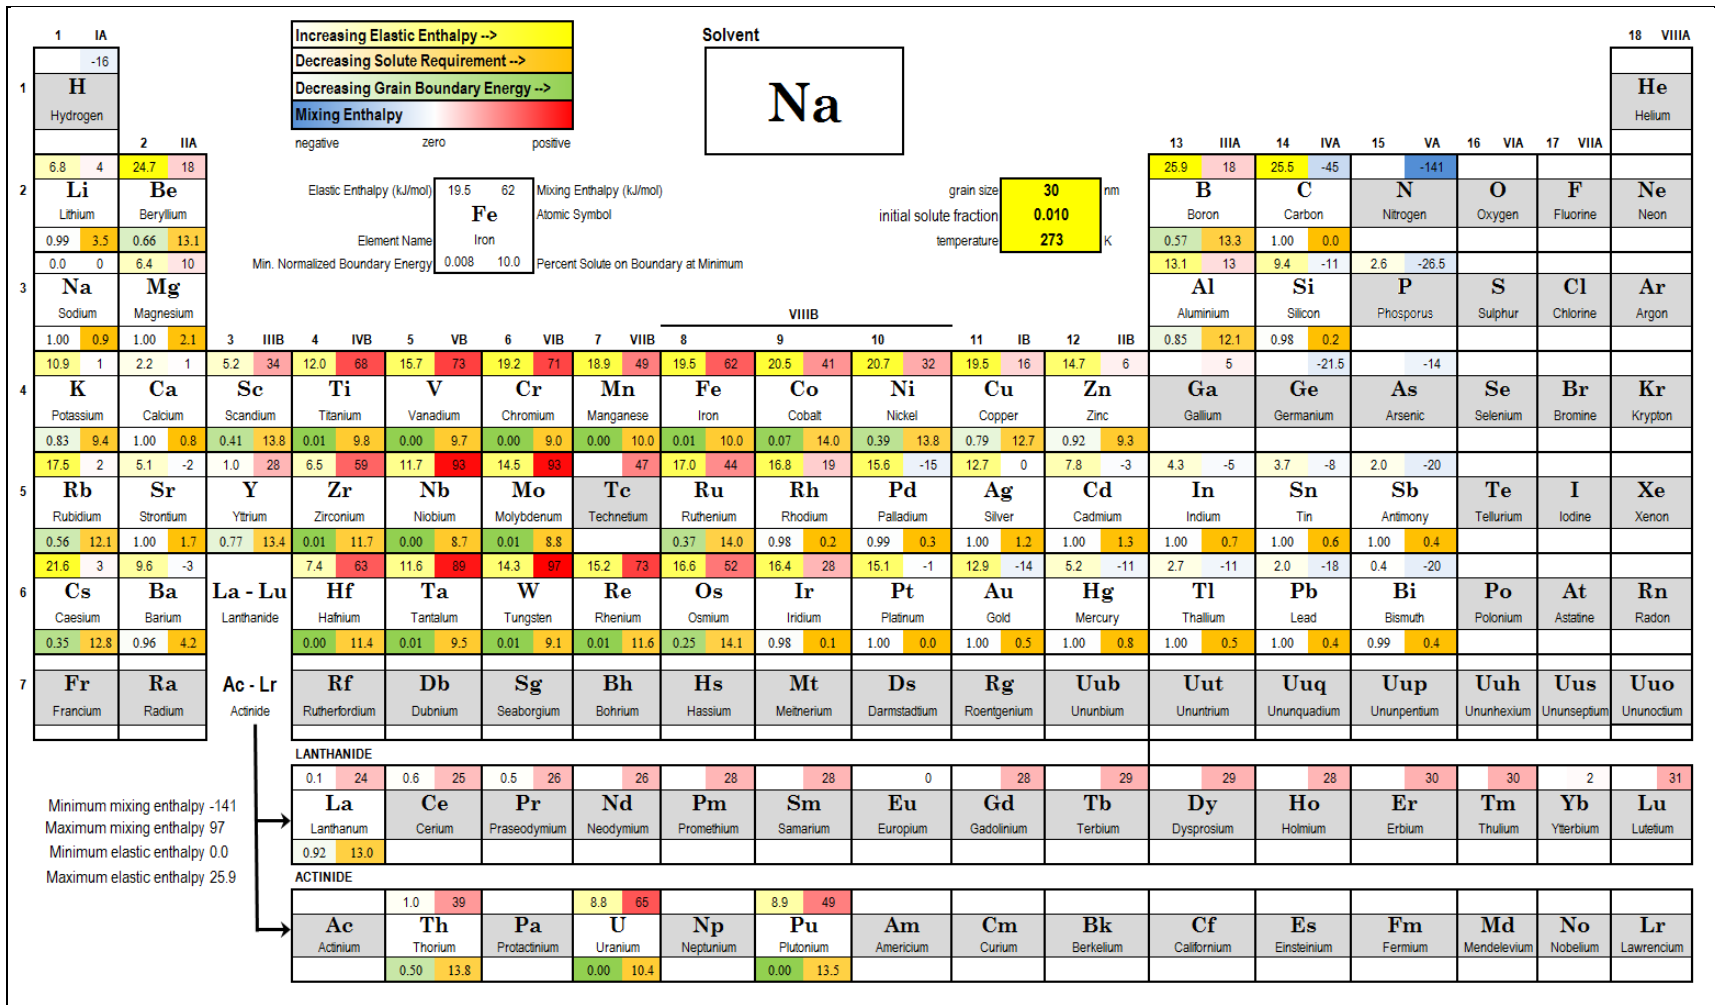 1 IA
18 VIIIA
Increasing Elastic Enthalpy -->
Decreasing Solute Requirement -->
Decreasing Grain Boundary Energy -->
Mixing Enthalpy
negative zero positive
Solvent
Na
-16
1 H He
Hydrogen Helium
2 IIA 13 IIIA 14 IVA 15 VA 16 VIA 17 VIIA
6.8 4 24.7 18 25.9 18 25.5 -45 -141
2 Li Be B C N O F Ne
Lithium Beryllium Boron Carbon Nitrogen Oxygen Fluorine Neon
0.99 3.5 0.66 13.1 0.57 13.3 1.00 0.0
Elastic Enthalpy (kJ/mol) 19.5 62 Mixing Enthalpy (kJ/mol)
Fe Atomic Symbol
Element Name Iron
Min. Normalized Boundary Energy 0.008 10.0 Percent Solute on Boundary at Minimum
grain size 30 nm
initial solute fraction 0.010
temperature 273 K
0.0 0 6.4 10 13.1 13 9.4 -11 2.6 -26.5
3 Na Mg Al Si P S Cl Ar
Sodium Magnesium Aluminium Silicon Phosporus Sulphur Chlorine Argon
1.00 0.9 1.00 2.1 0.85 12.1 0.98 0.2
VIIIB
3 IIIB 4 IVB 5 VB 6 VIB 7 VIIB 8 9 10 11 IB 12 IIB
10.9 1 2.2 1 5.2 34 12.0 68 15.7 73 19.2 71 18.9 49 19.5 62 20.5 41 20.7 32 19.5 16 14.7 6 5 -21.5 -14
4 K Ca Sc Ti V Cr Mn Fe Co Ni Cu Zn Ga Ge As Se Br Kr
Potassium Calcium Scandium Titanium Vanadium Chromium Manganese Iron Cobalt Nickel Copper Zinc Gallium Germanium Arsenic Selenium Bromine Krypton
0.83 9.4 1.00 0.8 0.41 13.8 0.01 9.8 0.00 9.7 0.00 9.0 0.00 10.0 0.01 10.0 0.07 14.0 0.39 13.8 0.79 12.7 0.92 9.3
17.5 2 5.1 -2 1.0 28 6.5 59 11.7 93 14.5 93 47 17.0 44 16.8 19 15.6 -15 12.7 0 7.8 -3 4.3 -5 3.7 -8 2.0 -20
5 Rb Sr Y Zr Nb Mo Tc Ru Rh Pd Ag Cd In Sn Sb Te I Xe
Rubidium Strontium Yttrium Zirconium Niobium Molybdenum Technetium Ruthenium Rhodium Palladium Silver Cadmium Indium Tin Antimony Tellurium Iodine Xenon
0.56 12.1 1.00 1.7 0.77 13.4 0.01 11.7 0.00 8.7 0.01 8.8 0.37 14.0 0.98 0.2 0.99 0.3 1.00 1.2 1.00 1.3 1.00 0.7 1.00 0.6 1.00 0.4
21.6 3 9.6 -3 7.4 63 11.6 89 14.3 97 15.2 73 16.6 52 16.4 28 15.1 -1 12.9 -14 5.2 -11 2.7 -11 2.0 -18 0.4 -20
6 Cs Ba La - Lu Hf Ta W Re Os Ir Pt Au Hg Tl Pb Bi Po At Rn
Caesium Barium Lanthanide Hafnium Tantalum Tungsten Rhenium Osmium Iridium Platinum Gold Mercury Thallium Lead Bismuth Polonium Astatine Radon
0.35 12.8 0.96 4.2 0.00 11.4 0.01 9.5 0.01 9.1 0.01 11.6 0.25 14.1 0.98 0.1 1.00 0.0 1.00 0.5 1.00 0.8 1.00 0.5 1.00 0.4 0.99 0.4
7 Fr Ra Ac - Lr Rf Db Sg Bh Hs Mt Ds Rg Uub Uut Uuq Uup Uuh Uus Uuo
Francium Radium Actinide Rutherfordium Dubnium Seaborgium Bohrium Hassium Meitnerium Darmstadtium Roentgenium Ununbium Ununtrium Ununquadium Ununpentium Ununhexium Ununseptium Ununoctium
LANTHANIDE
0.1 24 0.6 25 0.5 26 26 28 28 0 28 29 29 28 30 30 2 31
La Ce Pr Nd Pm Sm Eu Gd Tb Dy Ho Er Tm Yb Lu
Lanthanum Cerium Praseodymium Neodymium Promethium Samarium Europium Gadolinium Terbium Dysprosium Holmium Erbium Thulium Ytterbium Lutetium
0.92 13.0
Minimum mixing enthalpy -141
Maximum mixing enthalpy 97
Minimum elastic enthalpy 0.0
Maximum elastic enthalpy 25.9
ACTINIDE
1.0 39 8.8 65 8.9 49
Ac Th Pa U Np Pu Am Cm Bk Cf Es Fm Md No Lr
Actinium Thorium Protactinium Uranium Neptunium Plutonium Americium Curium Berkelium Californium Einsteinium Fermium Mendelevium Nobelium Lawrencium
0.50 13.8 0.00 10.4 0.00 13.5